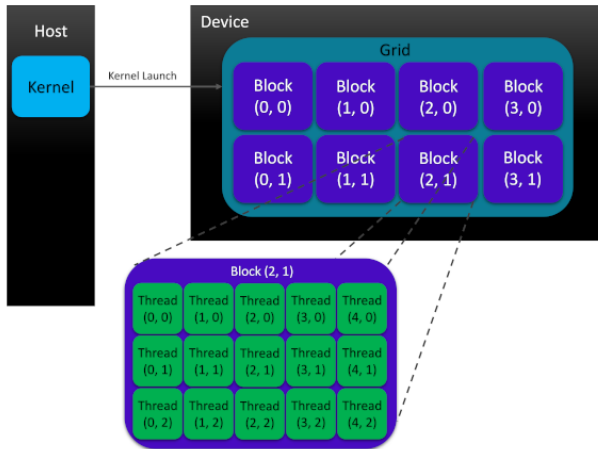 Host
Device
Kernel
Kernel Launch
Grid
Block
(0, 0)
Block
(1, 0)
Block
(2, 0)
Block
(3, 0)
Block
(0, 1)
Block
(1, 1)
Block
(2, 1)
Block
(3, 1)
Block (2, 1)
Thread
(0, 0)
Thread
(1, 0)
Thread
(2, 0)
Thread
(3, 0)
Thread
(4, 0)
Thread
(0, 1)
Thread
(1, 1)
Thread
(2, 1)
Thread
(3, 1)
Thread
(4, 1)
Thread
(0, 2)
Thread
(1, 2)
Thread
(2, 2)
Thread
(3, 2)
Thread
(4, 2)